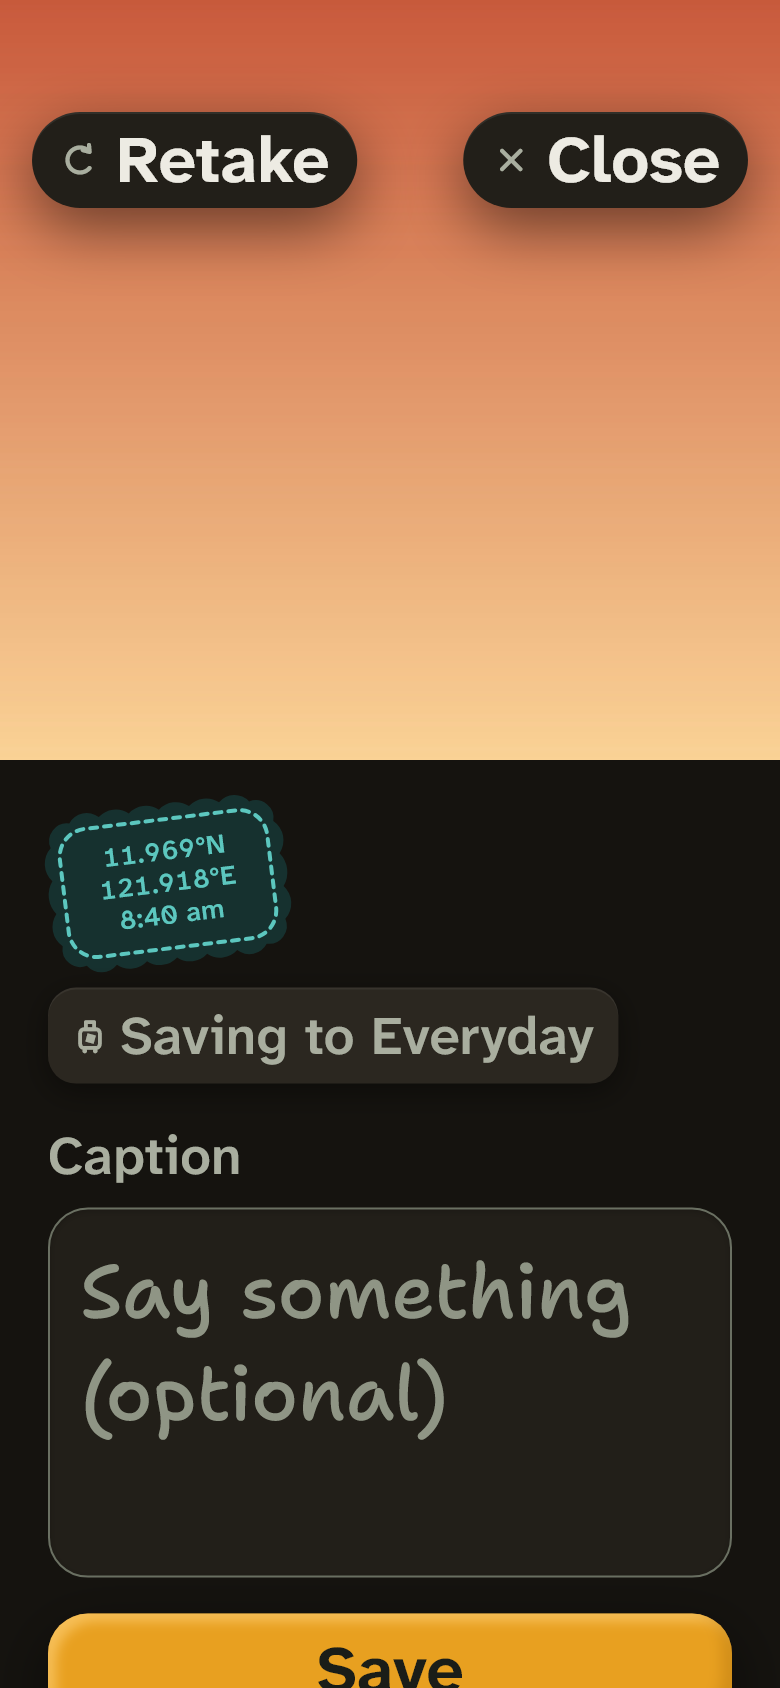 Retake
Close
11.969°N
121.918°E
8:40 am
Saving to Everyday
Caption
Say something
(optional)
Save